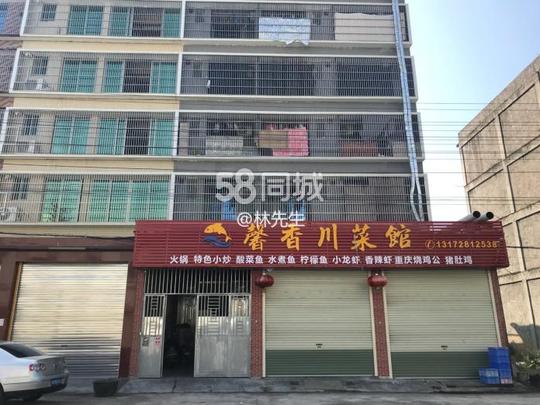 58同城
@林先生
馨香川菜馆
13172812538
火锅 特色小炒 酸菜鱼 水煮鱼 柠檬鱼 小龙虾 香辣虾 重庆烧鸡公 猪肚鸡